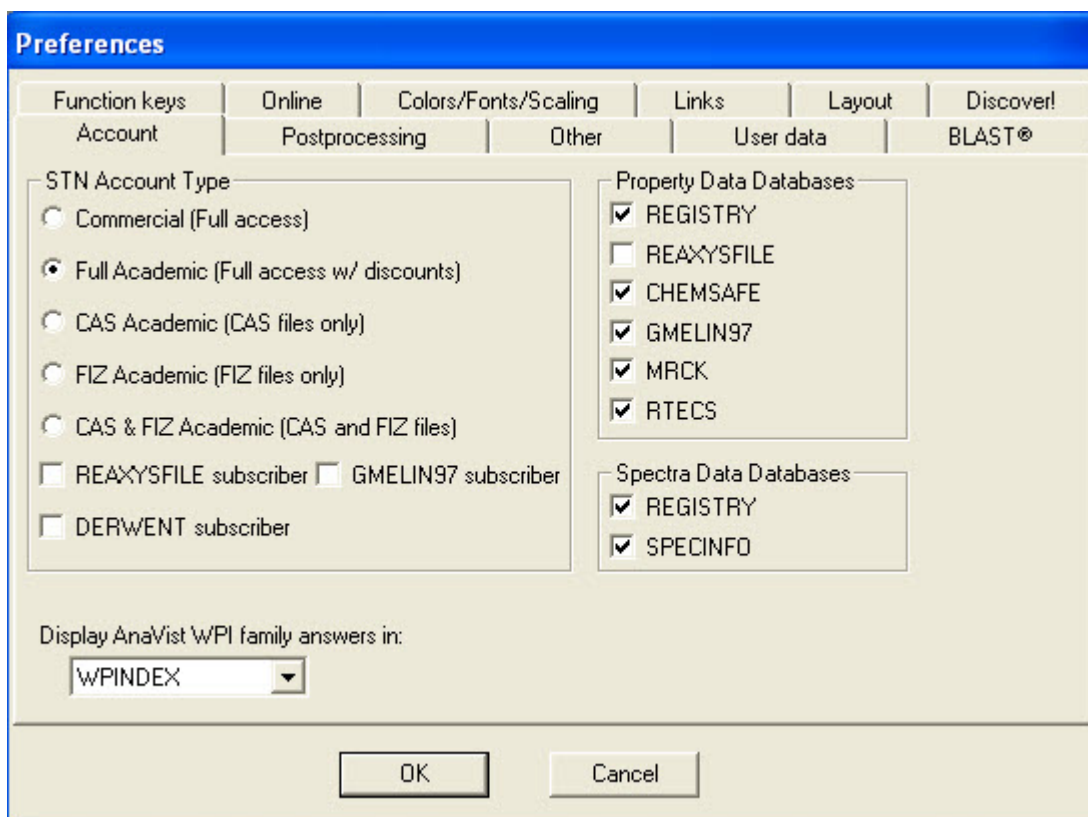 Preferences
Function keys Online Colors/Fonts/Scaling Links Layout Discover!
Account Postprocessing Other User data BLAST®
STN Account Type
Commercial (Full access)
Full Academic (Full access w/ discounts)
CAS Academic (CAS files only)
FIZ Academic (FIZ files only)
CAS & FIZ Academic (CAS and FIZ files)
REAXYSFILE subscriber GMELIN97 subscriber
DERWENT subscriber
Property Data Databases
REGISTRY
REAXYSFILE
CHEMSAFE
GMELIN97
MRCK
RTECS
Spectra Data Databases
REGISTRY
SPECINFO
Display AnaVist WPI family answers in:
WPINDEX
OK Cancel